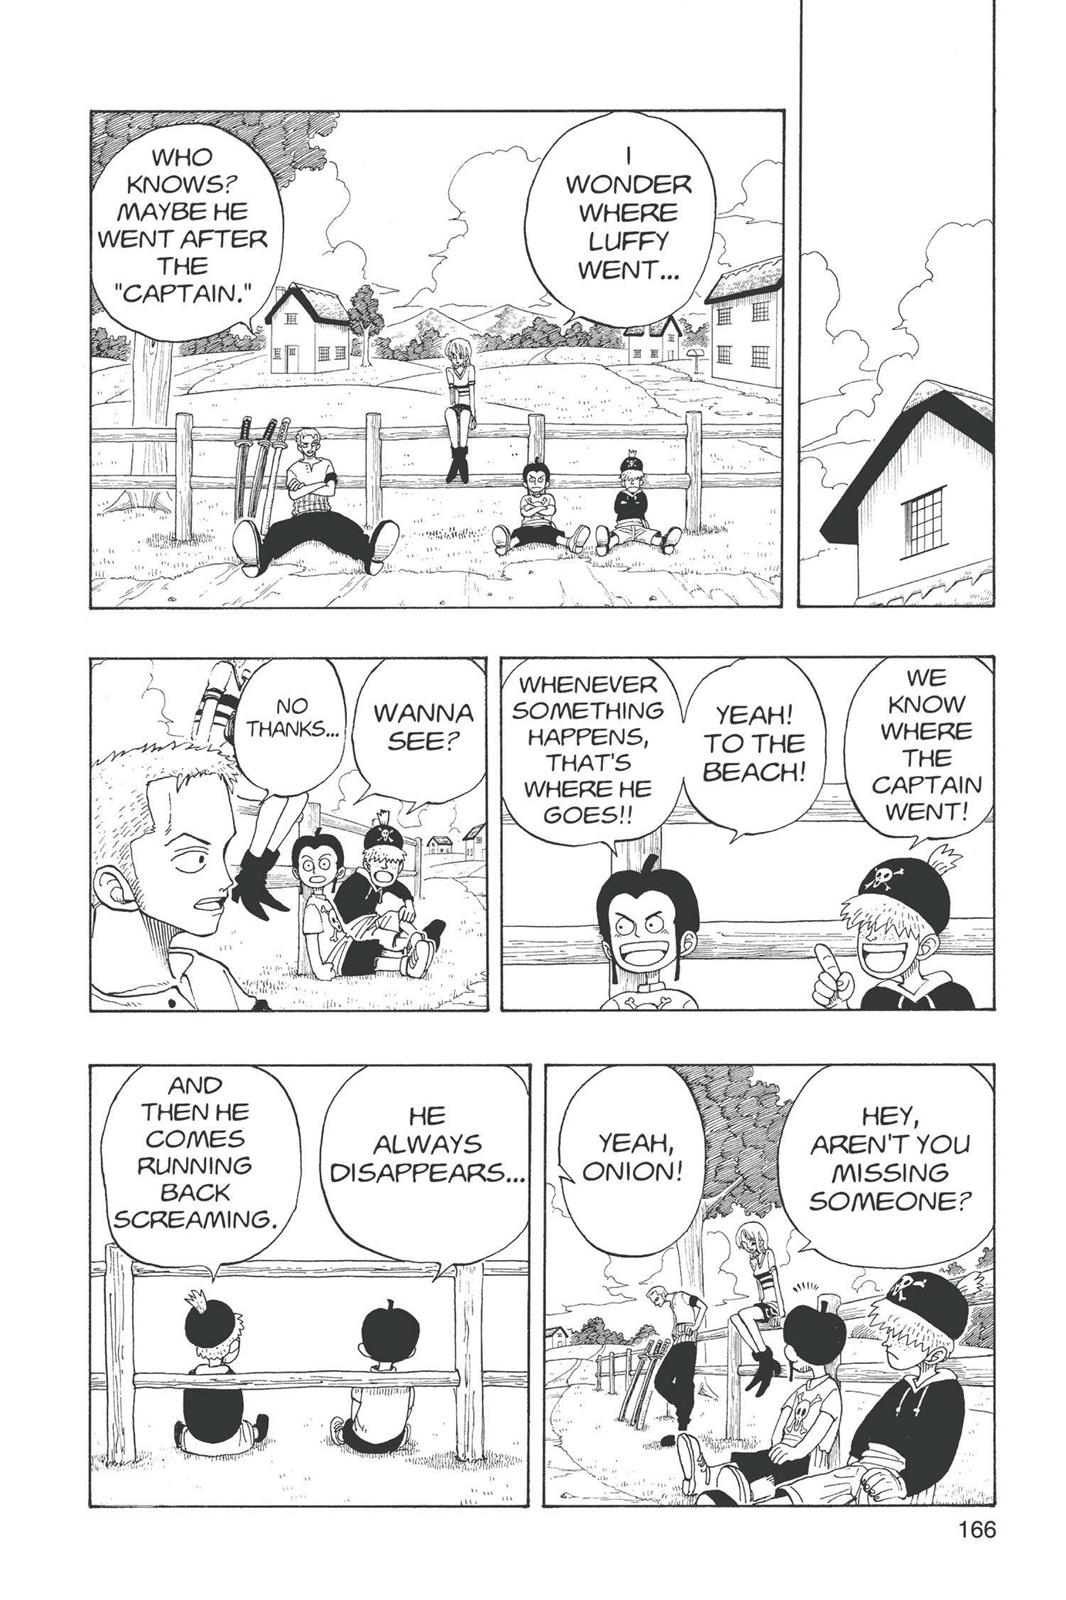 I
WONDER
WHERE
LUFFY
WENT...
WHO
KNOWS?
MAYBE HE
WENT AFTER
THE
"CAPTAIN."
WE
KNOW
WHERE
THE
CAPTAIN
WENT!
YEAH!
TO THE
BEACH!
WHENEVER
SOMETHING
HAPPENS,
THAT'S
WHERE HE
GOES!!
WANNA
SEE?
NO
THANKS...
HEY,
AREN'T YOU
MISSING
SOMEONE?
YEAH,
ONION!
HE
ALWAYS
DISAPPEARS...
AND
THEN HE
COMES
RUNNING
BACK
SCREAMING.
166